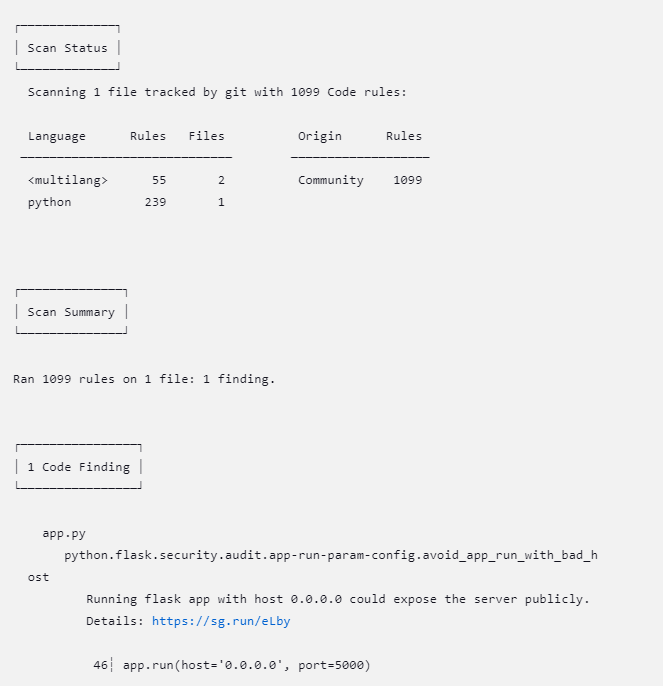 Scan Status
Scanning 1 file tracked by git with 1099 Code rules:
Language Rules Files Origin Rules
<multilang> 55 2 Community 1099
python 239 1
Scan Summary
Ran 1099 rules on 1 file: 1 finding.
1 Code Finding
app.py
python.flask.security.audit.app-run-param-config.avoid_app_run_with_bad_h
ost
Running flask app with host 0.0.0.0 could expose the server publicly.
Details: https://sg.run/eLby
46┆ app.run(host='0.0.0.0', port=5000)